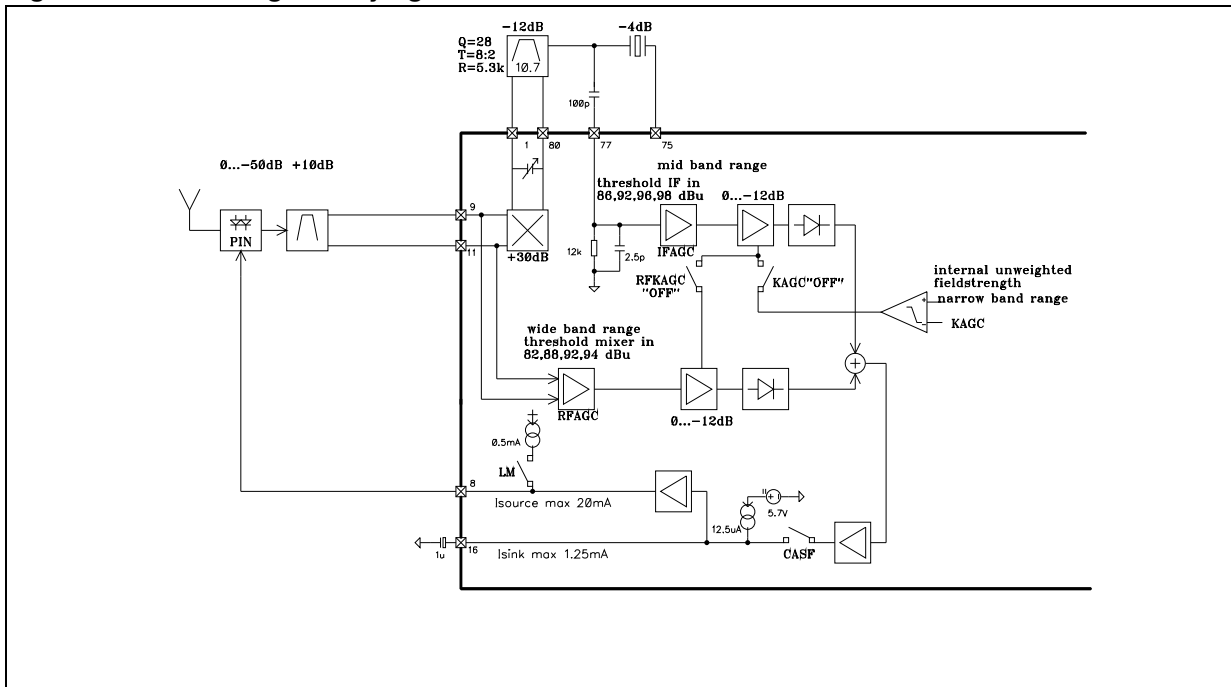 -12dB
Q=28
T=8:2
R=5.3k
10.7
-4dB
100p
1
80
77
75
0...-50dB +10dB
PIN
9
11
+30dB
mid band range
threshold IF in
86,92,96,98 dBu
0...-12dB
12k
2.5p
IFAGC
RFKAGC
"OFF"
KAGC"OFF"
internal unweighted
fieldstrength
narrow band range
+
-
KAGC
wide band range
threshold mixer in
82,88,92,94 dBu
RFAGC
0...-12dB
+
0.5mA
LM
8
Isource max 20mA
12.5uA
+
5.7V
CASF
16
1u
Isink max 1.25mA